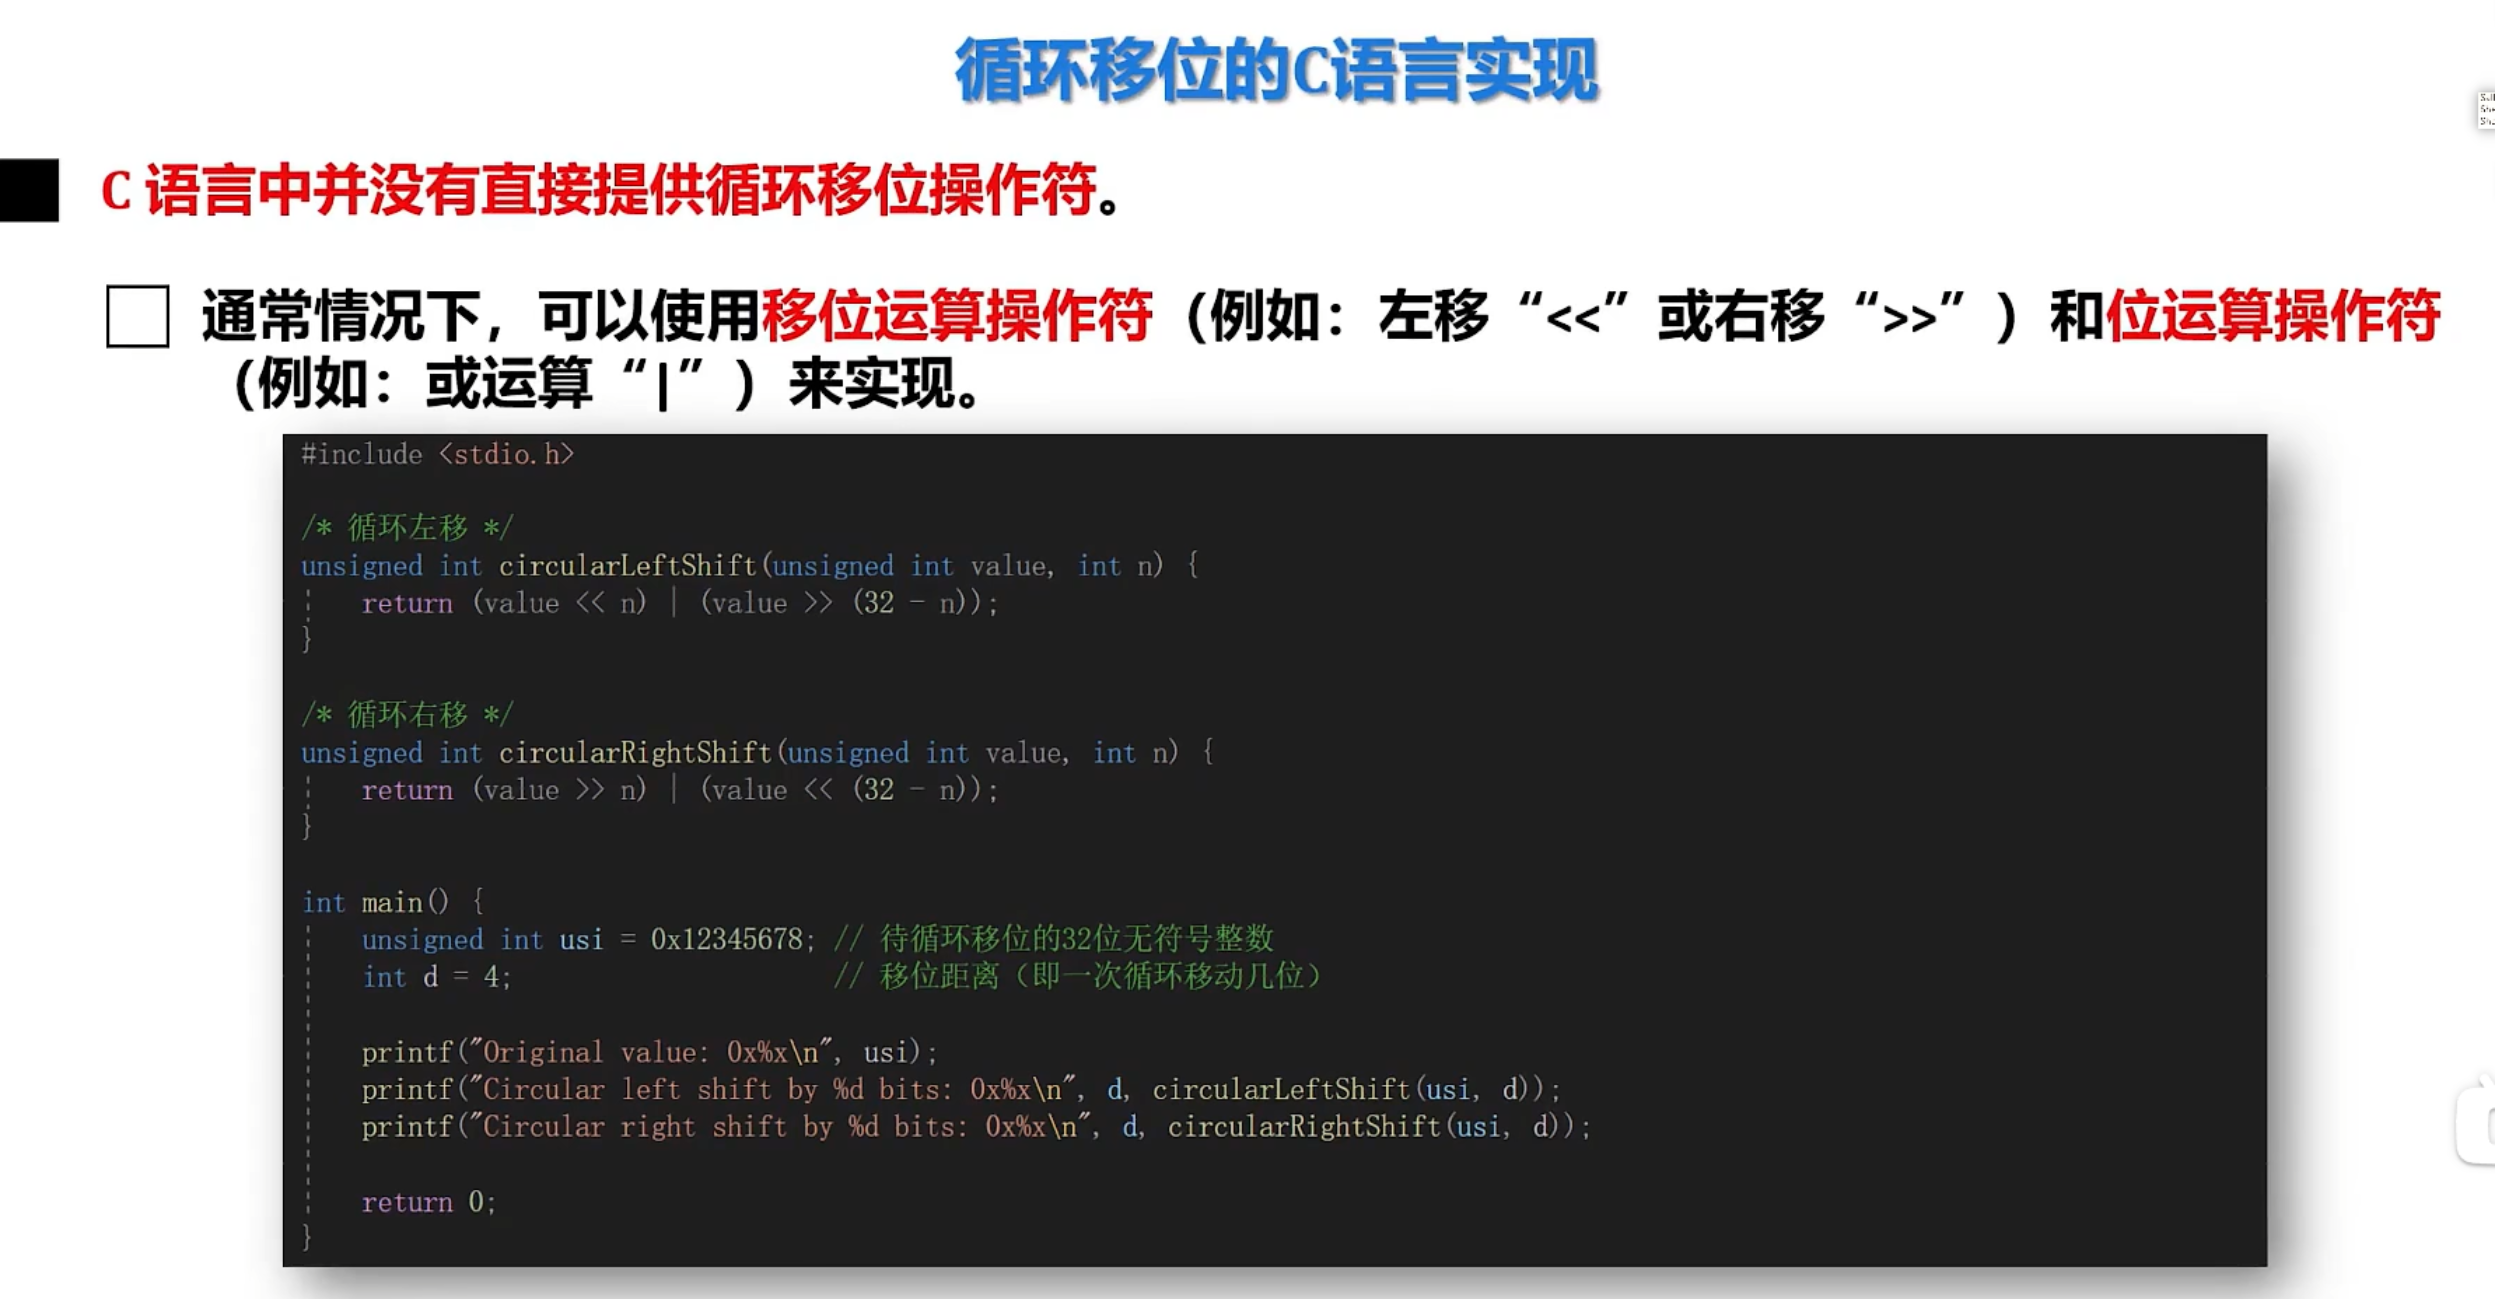 循环移位的C语言实现
C 语言中并没有直接提供循环移位操作符。
通常情况下，可以使用移位运算操作符（例如：左移“<<”或右移“>>”）和位运算操作符
（例如：或运算“|”）来实现。
#include <stdio.h>
/* 循环左移 */
unsigned int circularLeftShift(unsigned int value, int n) {
return (value << n) | (value >> (32 - n));
}
/* 循环右移 */
unsigned int circularRightShift(unsigned int value, int n) {
return (value >> n) | (value << (32 - n));
}
int main() {
unsigned int usi = 0x12345678; // 待循环移位的32位无符号整数
int d = 4; // 移位距离（即一次循环移动几位）
printf("Original value: 0x%x\n", usi);
printf("Circular left shift by %d bits: 0x%x\n", d, circularLeftShift(usi, d));
printf("Circular right shift by %d bits: 0x%x\n", d, circularRightShift(usi, d));
return 0;
}